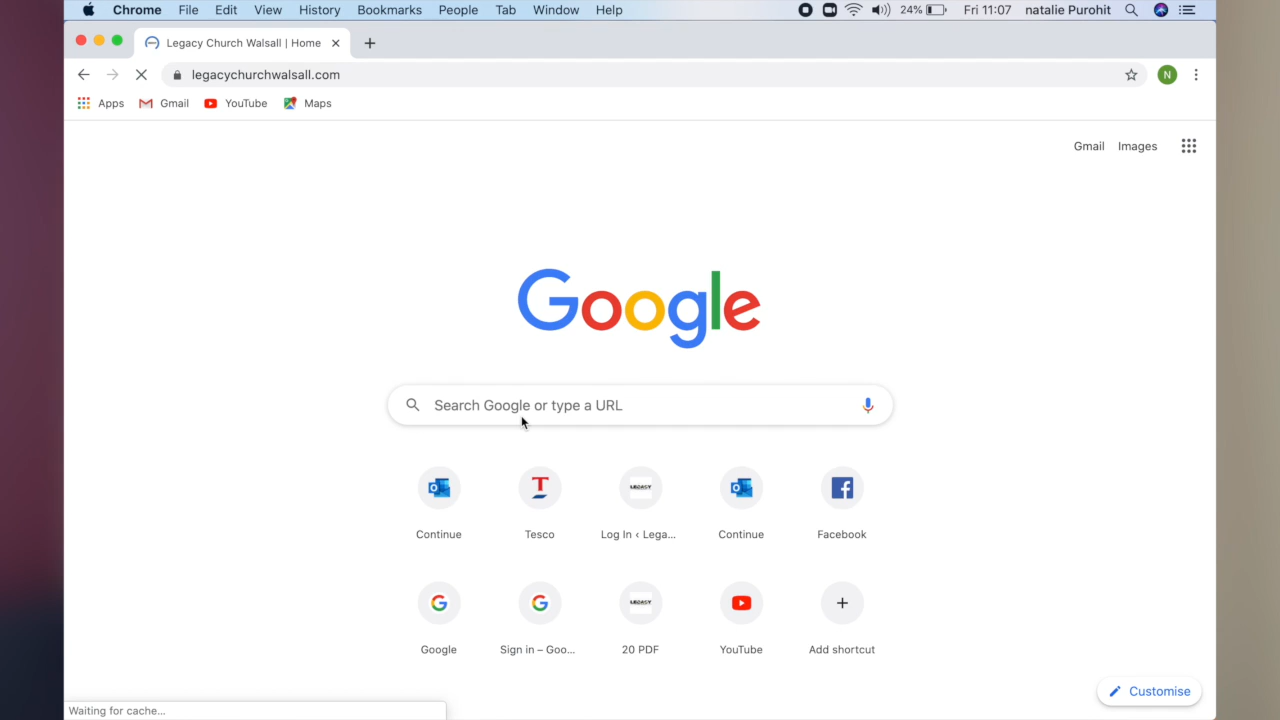 Chrome File Edit View History Bookmarks People Tab Window Help 24% Fri 11:07 natalie Purohit
Legacy Church Walsall | Home
legacychurchwalsall.com N
Apps Gmail YouTube Maps
Gmail Images
Google
Search Google or type a URL
T LEGACY
Continue Tesco Log In ‹ Lega... Continue Facebook
G G LEGACY
Google Sign in – Goo... 20 PDF YouTube Add shortcut
Customise
Waiting for cache...